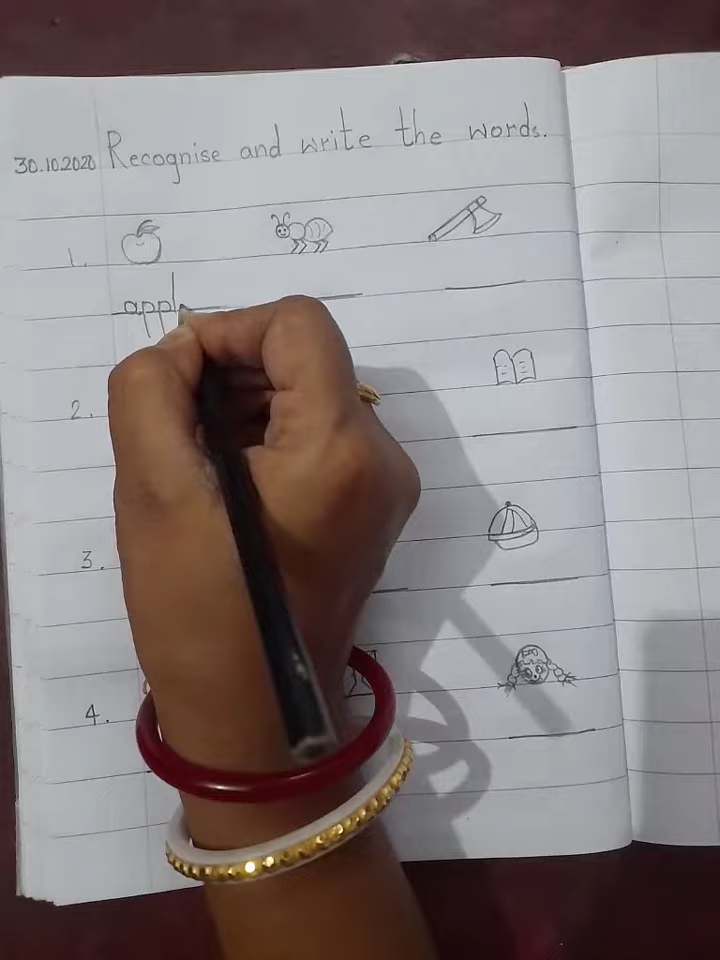 30.10.2020 Recognise and write the words.
1.
appl
2.
3.
4.